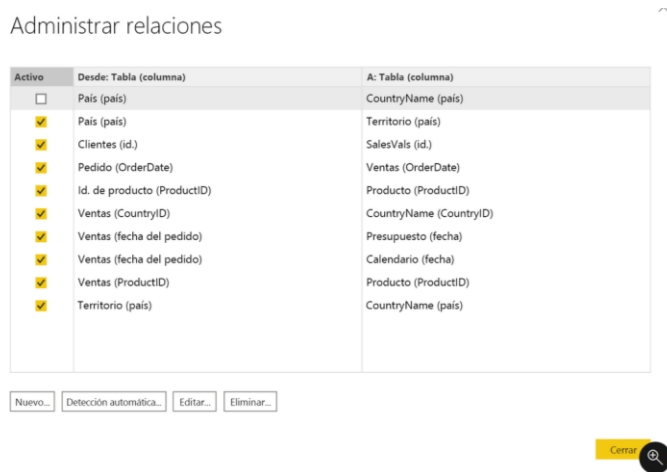 Administrar relaciones
Activo Desde: Tabla (columna) A: Tabla (columna)
País (país) CountryName (país)
País (país) Territorio (país)
Clientes (id.) SalesVals (id.)
Pedido (OrderDate) Ventas (OrderDate)
Id. de producto (ProductID) Producto (ProductID)
Ventas (CountryID) CountryName (CountryID)
Ventas (fecha del pedido) Presupuesto (fecha)
Ventas (fecha del pedido) Calendario (fecha)
Ventas (ProductID) Producto (ProductID)
Territorio (país) CountryName (país)
Nuevo... Detección automática... Editar... Eliminar...
Cerrar